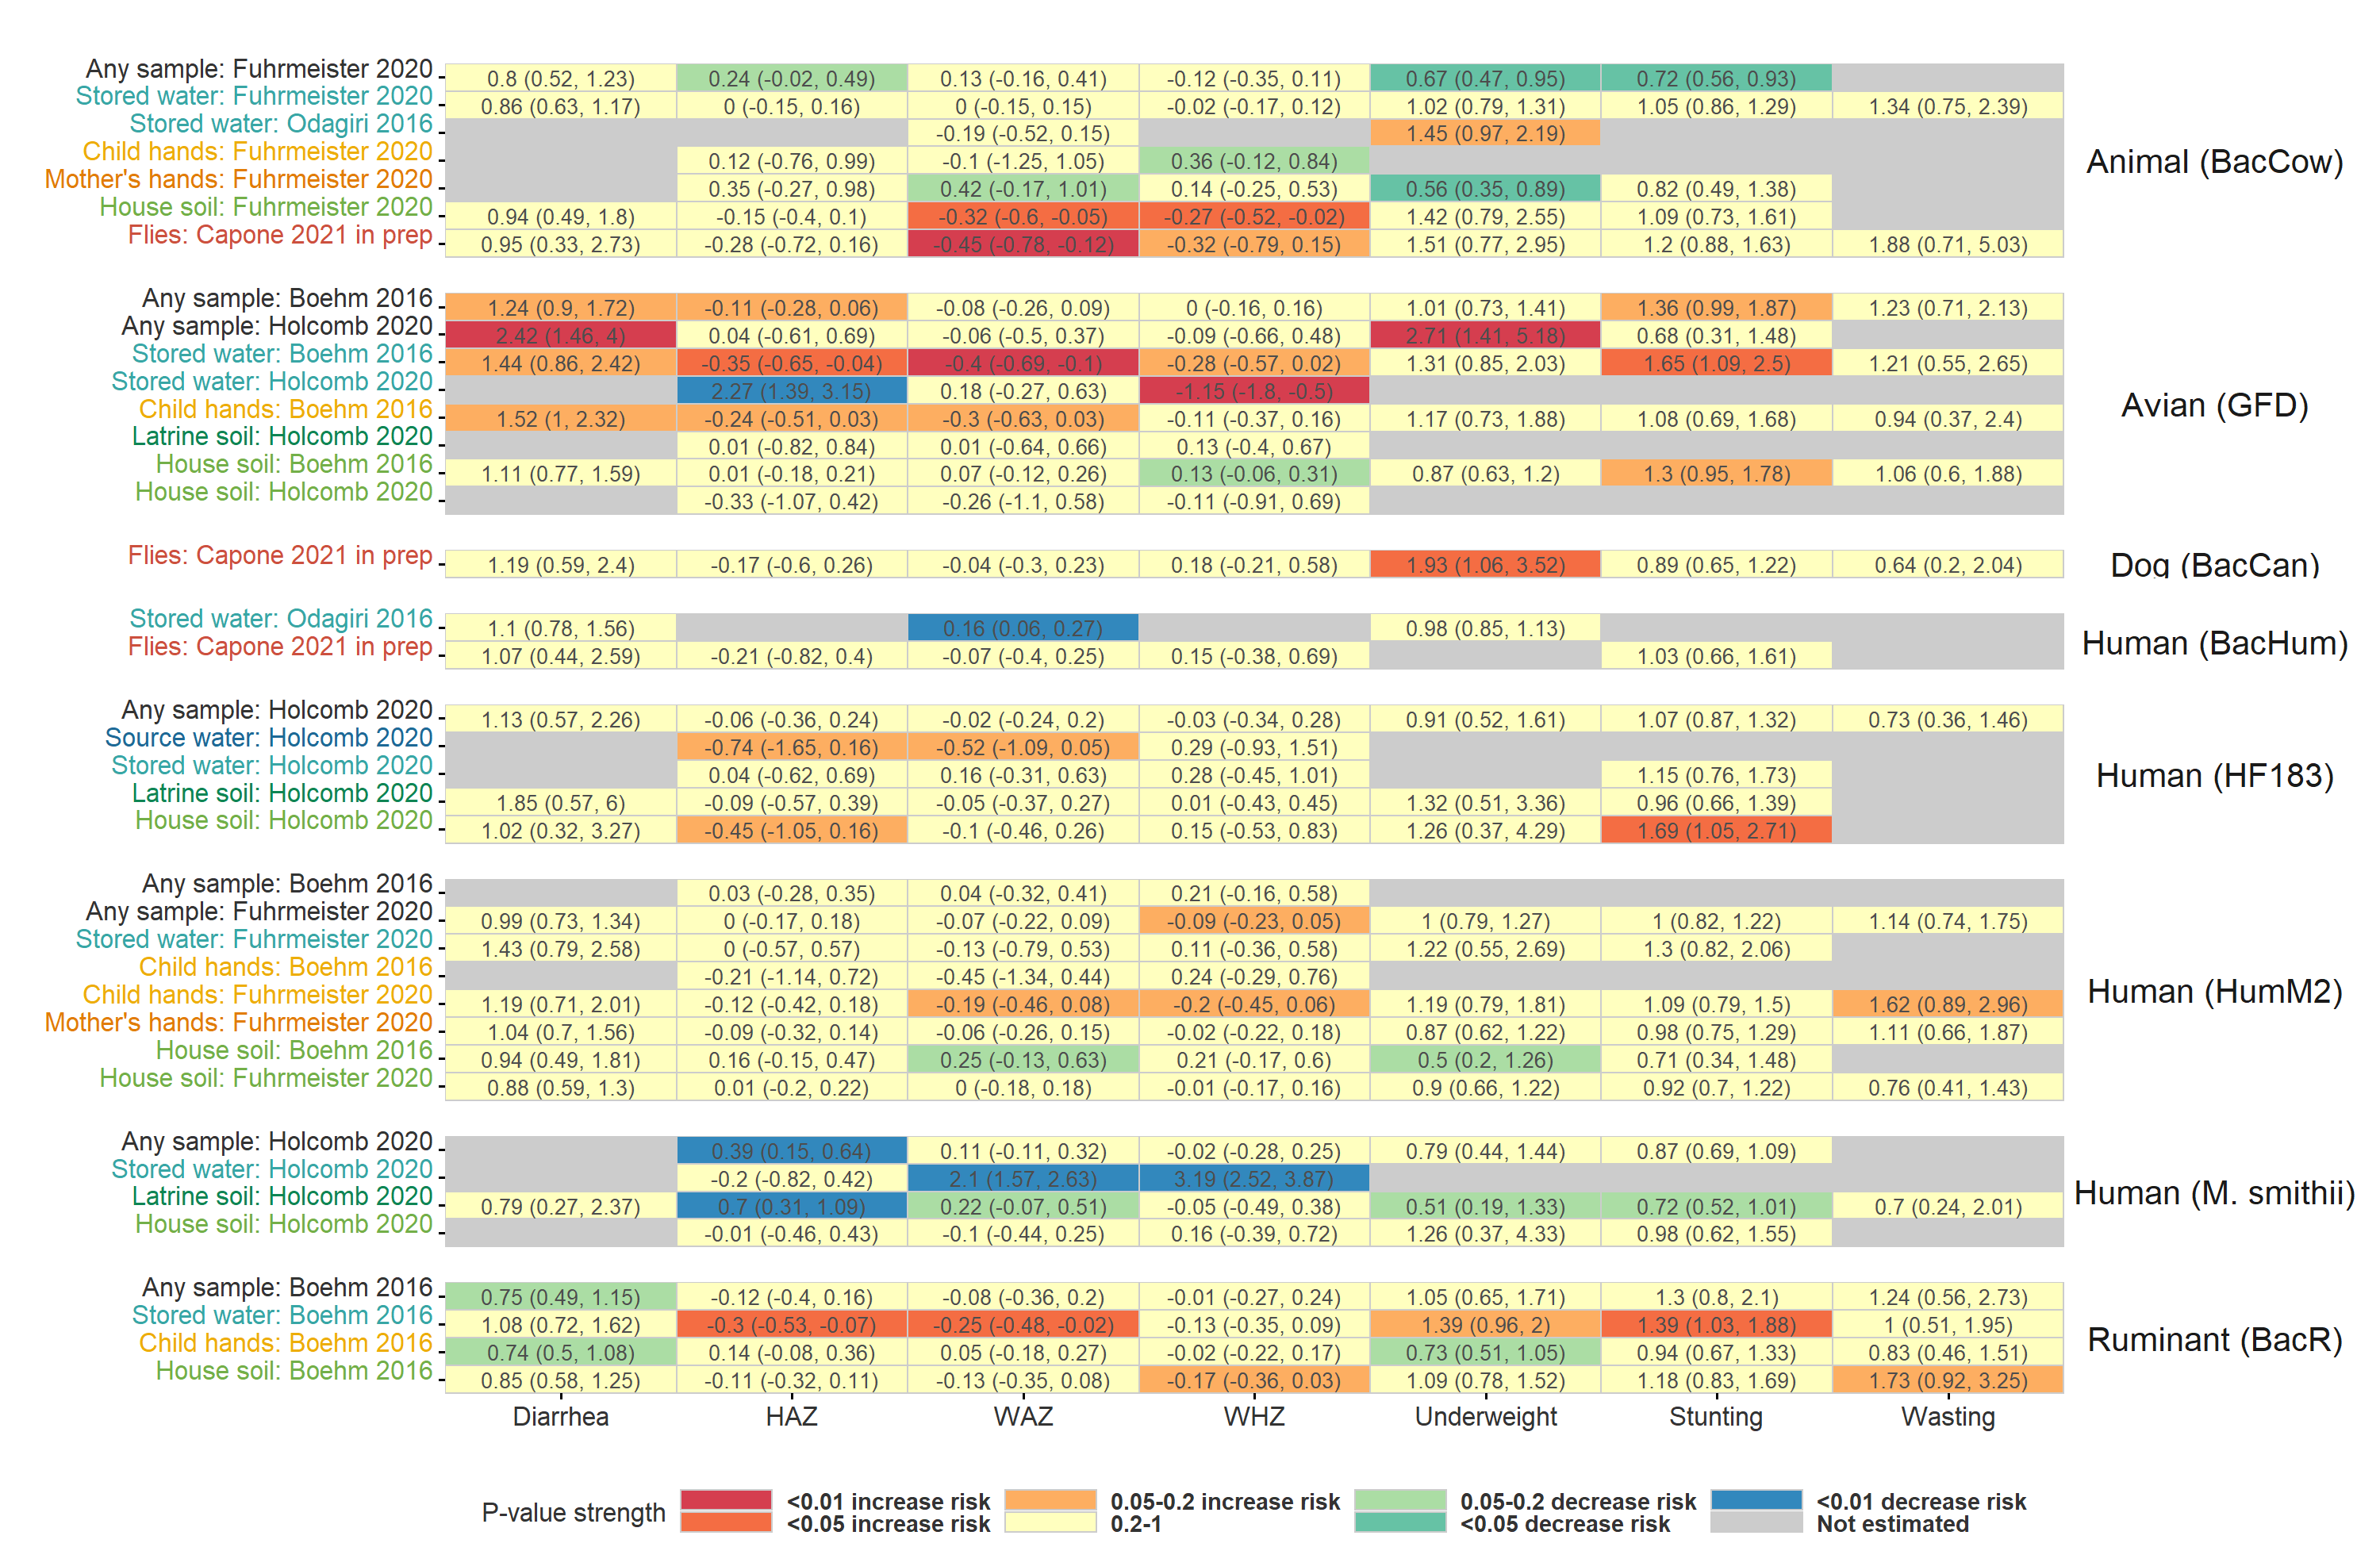 Any sample: Fuhrmeister 2020 0.8 (0.52, 1.23) 0.24 (-0.02, 0.49) 0.13 (-0.16, 0.41) -0.12 (-0.35, 0.11) 0.67 (0.47, 0.95) 0.72 (0.56, 0.93)
Stored water: Fuhrmeister 2020 0.86 (0.63, 1.17) 0 (-0.15, 0.16) 0 (-0.15, 0.15) -0.02 (-0.17, 0.12) 1.02 (0.79, 1.31) 1.05 (0.86, 1.29) 1.34 (0.75, 2.39)
Stored water: Odagiri 2016 -0.19 (-0.52, 0.15) 1.45 (0.97, 2.19)
Child hands: Fuhrmeister 2020 0.12 (-0.76, 0.99) -0.1 (-1.25, 1.05) 0.36 (-0.12, 0.84)
Animal (BacCow)
Mother's hands: Fuhrmeister 2020 0.35 (-0.27, 0.98) 0.42 (-0.17, 1.01) 0.14 (-0.25, 0.53) 0.56 (0.35, 0.89) 0.82 (0.49, 1.38)
House soil: Fuhrmeister 2020 0.94 (0.49, 1.8) -0.15 (-0.4, 0.1) -0.32 (-0.6, -0.05) -0.27 (-0.52, -0.02) 1.42 (0.79, 2.55) 1.09 (0.73, 1.61)
Flies: Capone 2021 in prep 0.95 (0.33, 2.73) -0.28 (-0.72, 0.16) -0.45 (-0.78, -0.12) -0.32 (-0.79, 0.15) 1.51 (0.77, 2.95) 1.2 (0.88, 1.63) 1.88 (0.71, 5.03)
Any sample: Boehm 2016 1.24 (0.9, 1.72) -0.11 (-0.28, 0.06) -0.08 (-0.26, 0.09) 0 (-0.16, 0.16) 1.01 (0.73, 1.41) 1.36 (0.99, 1.87) 1.23 (0.71, 2.13)
Any sample: Holcomb 2020 2.42 (1.46, 4) 0.04 (-0.61, 0.69) -0.06 (-0.5, 0.37) -0.09 (-0.66, 0.48) 2.71 (1.41, 5.18) 0.68 (0.31, 1.48)
Stored water: Boehm 2016 1.44 (0.86, 2.42) -0.35 (-0.65, -0.04) -0.4 (-0.69, -0.1) -0.28 (-0.57, 0.02) 1.31 (0.85, 2.03) 1.65 (1.09, 2.5) 1.21 (0.55, 2.65)
Stored water: Holcomb 2020 2.27 (1.39, 3.15) 0.18 (-0.27, 0.63) -1.15 (-1.8, -0.5)
Avian (GFD)
Child hands: Boehm 2016 1.52 (1, 2.32) -0.24 (-0.51, 0.03) -0.3 (-0.63, 0.03) -0.11 (-0.37, 0.16) 1.17 (0.73, 1.88) 1.08 (0.69, 1.68) 0.94 (0.37, 2.4)
Latrine soil: Holcomb 2020 0.01 (-0.82, 0.84) 0.01 (-0.64, 0.66) 0.13 (-0.4, 0.67)
House soil: Boehm 2016 1.11 (0.77, 1.59) 0.01 (-0.18, 0.21) 0.07 (-0.12, 0.26) 0.13 (-0.06, 0.31) 0.87 (0.63, 1.2) 1.3 (0.95, 1.78) 1.06 (0.6, 1.88)
House soil: Holcomb 2020 -0.33 (-1.07, 0.42) -0.26 (-1.1, 0.58) -0.11 (-0.91, 0.69)
Flies: Capone 2021 in prep 1.19 (0.59, 2.4) -0.17 (-0.6, 0.26) -0.04 (-0.3, 0.23) 0.18 (-0.21, 0.58) 1.93 (1.06, 3.52) 0.89 (0.65, 1.22) 0.64 (0.2, 2.04) Dog (BacCan)
Stored water: Odagiri 2016 1.1 (0.78, 1.56) 0.16 (0.06, 0.27) 0.98 (0.85, 1.13)
Human (BacHum)
Flies: Capone 2021 in prep 1.07 (0.44, 2.59) -0.21 (-0.82, 0.4) -0.07 (-0.4, 0.25) 0.15 (-0.38, 0.69) 1.03 (0.66, 1.61)
Any sample: Holcomb 2020 1.13 (0.57, 2.26) -0.06 (-0.36, 0.24) -0.02 (-0.24, 0.2) -0.03 (-0.34, 0.28) 0.91 (0.52, 1.61) 1.07 (0.87, 1.32) 0.73 (0.36, 1.46)
Source water: Holcomb 2020 -0.74 (-1.65, 0.16) -0.52 (-1.09, 0.05) 0.29 (-0.93, 1.51)
Stored water: Holcomb 2020 0.04 (-0.62, 0.69) 0.16 (-0.31, 0.63) 0.28 (-0.45, 1.01) 1.15 (0.76, 1.73) Human (HF183)
Latrine soil: Holcomb 2020 1.85 (0.57, 6) -0.09 (-0.57, 0.39) -0.05 (-0.37, 0.27) 0.01 (-0.43, 0.45) 1.32 (0.51, 3.36) 0.96 (0.66, 1.39)
House soil: Holcomb 2020 1.02 (0.32, 3.27) -0.45 (-1.05, 0.16) -0.1 (-0.46, 0.26) 0.15 (-0.53, 0.83) 1.26 (0.37, 4.29) 1.69 (1.05, 2.71)
Any sample: Boehm 2016 0.03 (-0.28, 0.35) 0.04 (-0.32, 0.41) 0.21 (-0.16, 0.58)
Any sample: Fuhrmeister 2020 0.99 (0.73, 1.34) 0 (-0.17, 0.18) -0.07 (-0.22, 0.09) -0.09 (-0.23, 0.05) 1 (0.79, 1.27) 1 (0.82, 1.22) 1.14 (0.74, 1.75)
Stored water: Fuhrmeister 2020 1.43 (0.79, 2.58) 0 (-0.57, 0.57) -0.13 (-0.79, 0.53) 0.11 (-0.36, 0.58) 1.22 (0.55, 2.69) 1.3 (0.82, 2.06)
Child hands: Boehm 2016 -0.21 (-1.14, 0.72) -0.45 (-1.34, 0.44) 0.24 (-0.29, 0.76)
Human (HumM2)
Child hands: Fuhrmeister 2020 1.19 (0.71, 2.01) -0.12 (-0.42, 0.18) -0.19 (-0.46, 0.08) -0.2 (-0.45, 0.06) 1.19 (0.79, 1.81) 1.09 (0.79, 1.5) 1.62 (0.89, 2.96)
Mother's hands: Fuhrmeister 2020 1.04 (0.7, 1.56) -0.09 (-0.32, 0.14) -0.06 (-0.26, 0.15) -0.02 (-0.22, 0.18) 0.87 (0.62, 1.22) 0.98 (0.75, 1.29) 1.11 (0.66, 1.87)
House soil: Boehm 2016 0.94 (0.49, 1.81) 0.16 (-0.15, 0.47) 0.25 (-0.13, 0.63) 0.21 (-0.17, 0.6) 0.5 (0.2, 1.26) 0.71 (0.34, 1.48)
House soil: Fuhrmeister 2020 0.88 (0.59, 1.3) 0.01 (-0.2, 0.22) 0 (-0.18, 0.18) -0.01 (-0.17, 0.16) 0.9 (0.66, 1.22) 0.92 (0.7, 1.22) 0.76 (0.41, 1.43)
Any sample: Holcomb 2020 0.39 (0.15, 0.64) 0.11 (-0.11, 0.32) -0.02 (-0.28, 0.25) 0.79 (0.44, 1.44) 0.87 (0.69, 1.09)
Stored water: Holcomb 2020 -0.2 (-0.82, 0.42) 2.1 (1.57, 2.63) 3.19 (2.52, 3.87)
Human (M. smithii)
Latrine soil: Holcomb 2020 0.79 (0.27, 2.37) 0.7 (0.31, 1.09) 0.22 (-0.07, 0.51) -0.05 (-0.49, 0.38) 0.51 (0.19, 1.33) 0.72 (0.52, 1.01) 0.7 (0.24, 2.01)
House soil: Holcomb 2020 -0.01 (-0.46, 0.43) -0.1 (-0.44, 0.25) 0.16 (-0.39, 0.72) 1.26 (0.37, 4.33) 0.98 (0.62, 1.55)
Any sample: Boehm 2016 0.75 (0.49, 1.15) -0.12 (-0.4, 0.16) -0.08 (-0.36, 0.2) -0.01 (-0.27, 0.24) 1.05 (0.65, 1.71) 1.3 (0.8, 2.1) 1.24 (0.56, 2.73)
Stored water: Boehm 2016 1.08 (0.72, 1.62) -0.3 (-0.53, -0.07) -0.25 (-0.48, -0.02) -0.13 (-0.35, 0.09) 1.39 (0.96, 2) 1.39 (1.03, 1.88) 1 (0.51, 1.95)
Ruminant (BacR)
Child hands: Boehm 2016 0.74 (0.5, 1.08) 0.14 (-0.08, 0.36) 0.05 (-0.18, 0.27) -0.02 (-0.22, 0.17) 0.73 (0.51, 1.05) 0.94 (0.67, 1.33) 0.83 (0.46, 1.51)
House soil: Boehm 2016 0.85 (0.58, 1.25) -0.11 (-0.32, 0.11) -0.13 (-0.35, 0.08) -0.17 (-0.36, 0.03) 1.09 (0.78, 1.52) 1.18 (0.83, 1.69) 1.73 (0.92, 3.25)
Diarrhea HAZ WAZ WHZ Underweight Stunting Wasting
P-value strength
<0.01 increase risk 0.05-0.2 increase risk 0.05-0.2 decrease risk <0.01 decrease risk
<0.05 increase risk 0.2-1 <0.05 decrease risk Not estimated